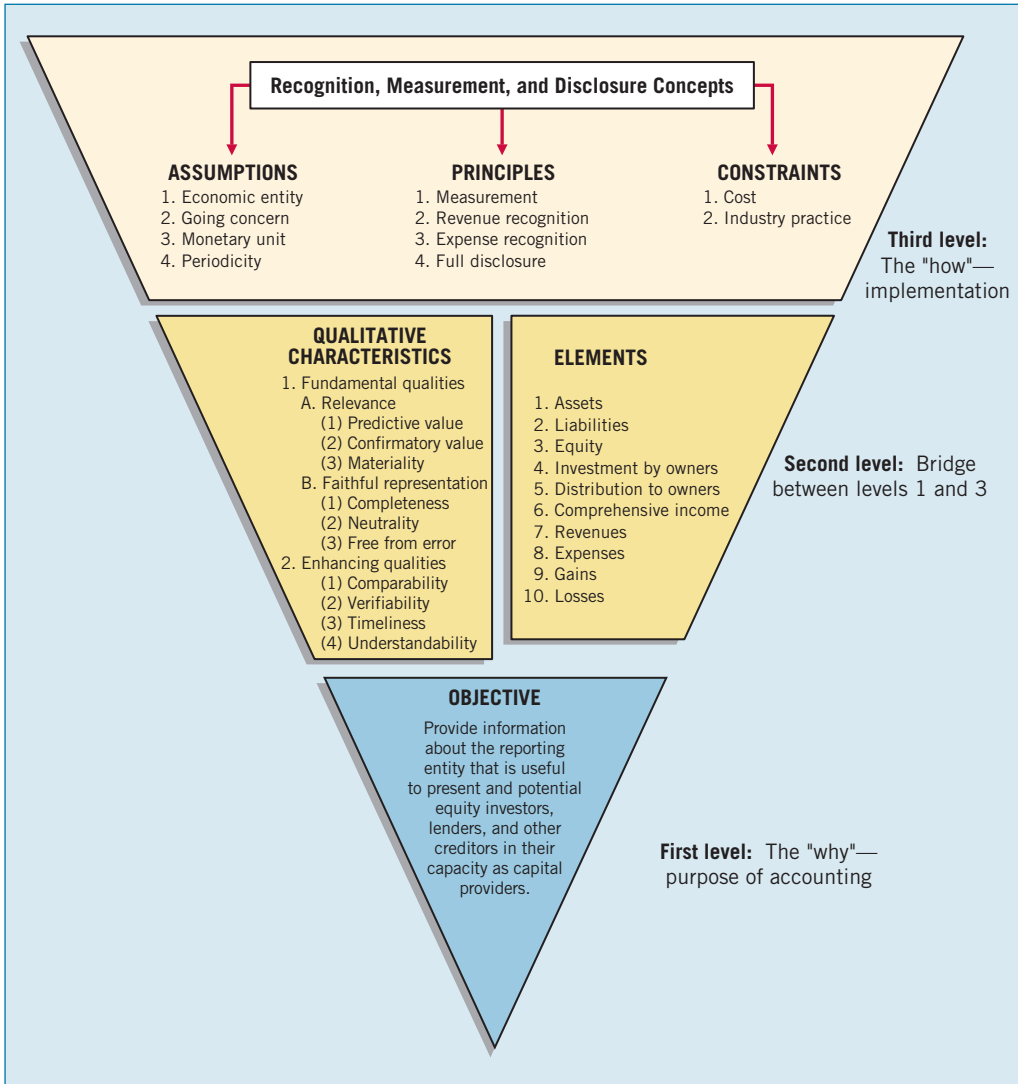 Recognition, Measurement, and Disclosure Concepts
ASSUMPTIONS
1. Economic entity
2. Going concern
3. Monetary unit
4. Periodicity
PRINCIPLES
1. Measurement
2. Revenue recognition
3. Expense recognition
4. Full disclosure
CONSTRAINTS
1. Cost
2. Industry practice
Third level:
The "how"—
implementation
QUALITATIVE
CHARACTERISTICS
1. Fundamental qualities
A. Relevance
(1) Predictive value
(2) Confirmatory value
(3) Materiality
B. Faithful representation
(1) Completeness
(2) Neutrality
(3) Free from error
2. Enhancing qualities
(1) Comparability
(2) Verifiability
(3) Timeliness
(4) Understandability
ELEMENTS
1. Assets
2. Liabilities
3. Equity
4. Investment by owners
5. Distribution to owners
6. Comprehensive income
7. Revenues
8. Expenses
9. Gains
10. Losses
Second level: Bridge
between levels 1 and 3
OBJECTIVE
Provide information
about the reporting
entity that is useful
to present and potential
equity investors,
lenders, and other
creditors in their
capacity as capital
providers.
First level: The "why"—
purpose of accounting